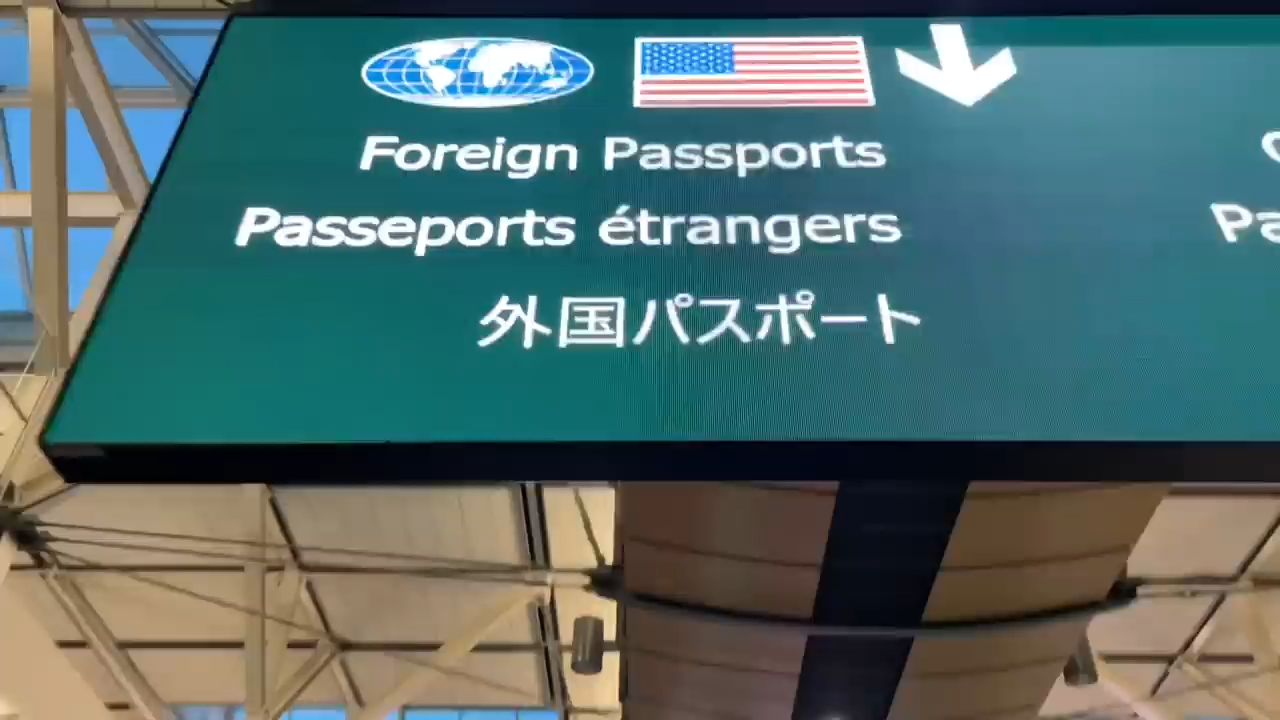 Foreign Passports
Passeports étrangers
外国パスポート